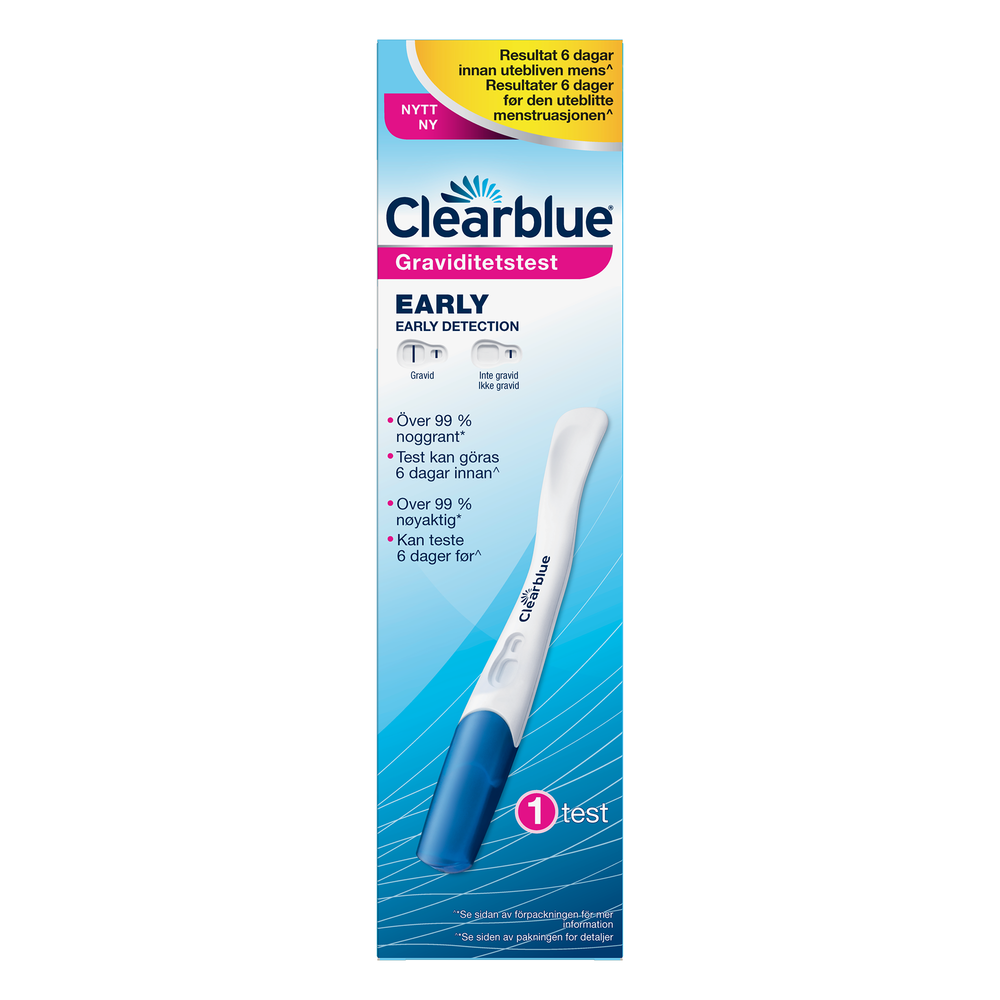 Resultat 6 dagar
innan utebliven mens^
Resultater 6 dager
før den uteblitte
menstruasjonen^
NYTT
NY
Clearblue®
Graviditetstest
EARLY
EARLY DETECTION
Gravid
Inte gravid
Ikke gravid
• Över 99 %
noggrant*
• Test kan göras
6 dagar innan^
• Over 99 %
nøyaktig*
• Kan teste
6 dager før^
Clearblue
1 test
^*Se sidan av förpackningen för mer
information
^*Se siden av pakningen for detaljer